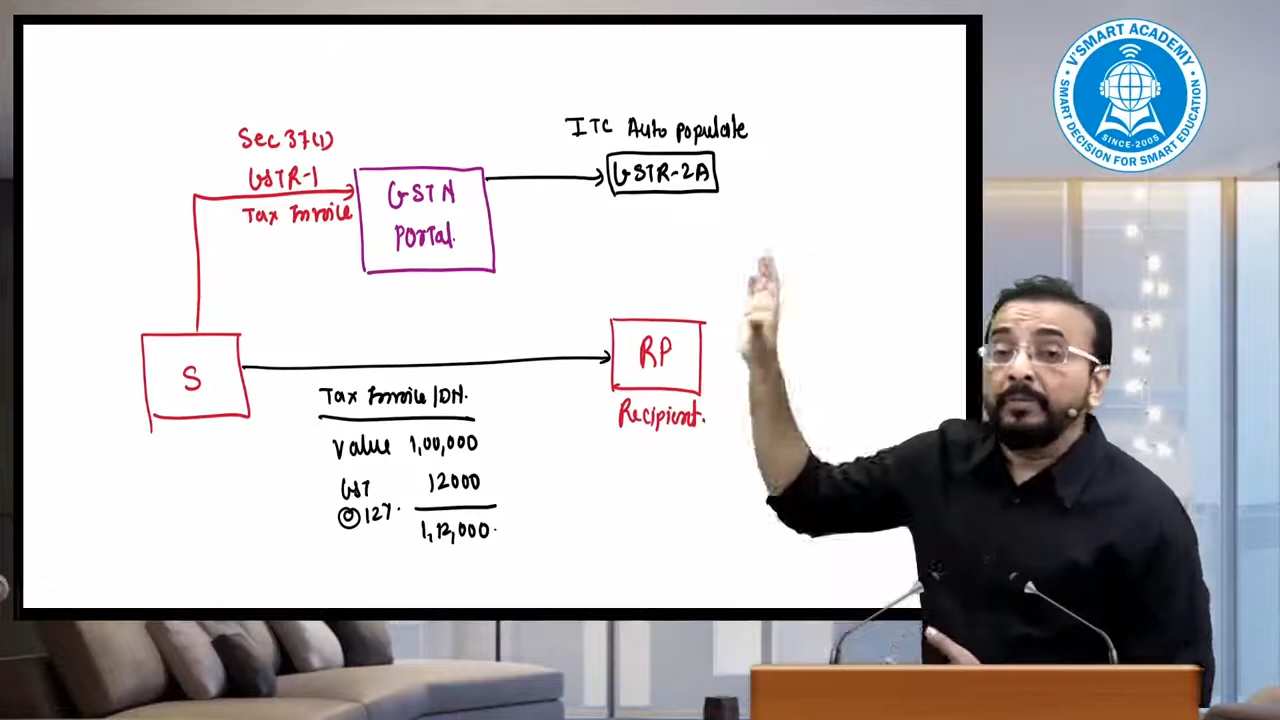 Sec 37(1)
GSTR-1
Tax Invoice
GSTN
Portal.
ITC Auto populate
GSTR-2A
S
RP
Recipient.
Tax Invoice/DN.
Value 1,00,000
GST 12000
@12%.
1,12,000.
V'SMART ACADEMY
SINCE-2005
SMART DECISION FOR SMART EDUCATION